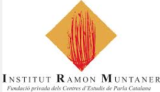 INSTITUT RAMON MUNTANER
Fundació privada dels Centres d'Estudis de Parla Catalana